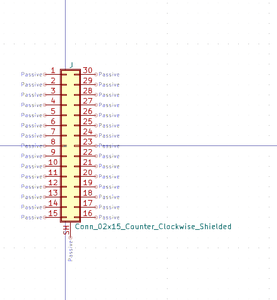 J
Passive 1 30 Passive
Passive 2 29 Passive
Passive 3 28 Passive
Passive 4 27 Passive
Passive 5 26 Passive
Passive 6 25 Passive
Passive 7 24 Passive
Passive 8 23 Passive
Passive 9 22 Passive
Passive 10 21 Passive
Passive 11 20 Passive
Passive 12 19 Passive
Passive 13 18 Passive
Passive 14 17 Passive
Passive 15 16 Passive
Conn_02x15_Counter_Clockwise_Shielded
SH
Passive